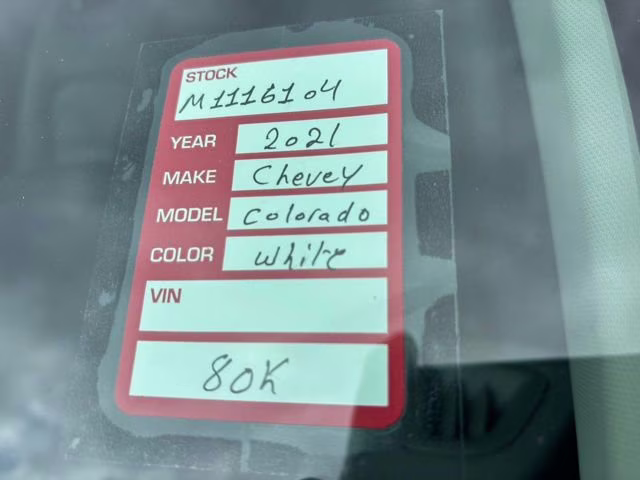 STOCK
M1116104
YEAR 2021
MAKE Chevey
MODEL Colorado
COLOR White
VIN
80K